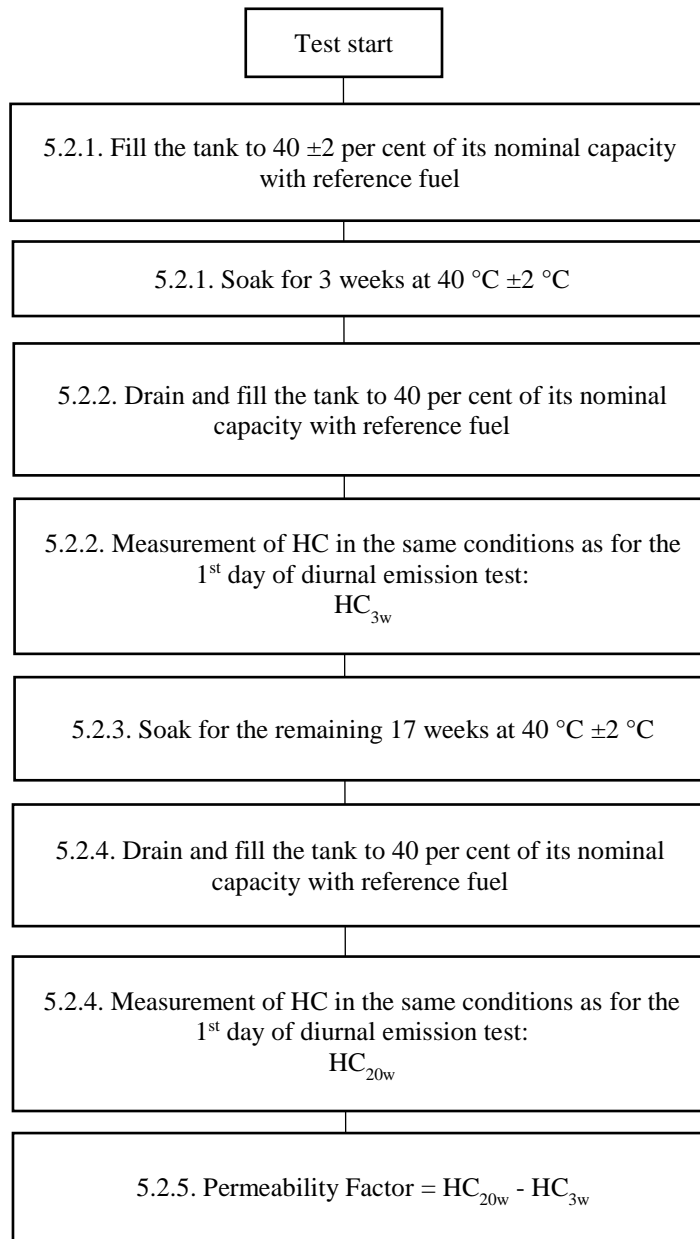 Test start
5.2.1. Fill the tank to 40 ±2 per cent of its nominal capacity
with reference fuel
5.2.1. Soak for 3 weeks at 40 °C ±2 °C
5.2.2. Drain and fill the tank to 40 per cent of its nominal
capacity with reference fuel
5.2.2. Measurement of HC in the same conditions as for the
1st day of diurnal emission test:
HC3w
5.2.3. Soak for the remaining 17 weeks at 40 °C ±2 °C
5.2.4. Drain and fill the tank to 40 per cent of its nominal
capacity with reference fuel
5.2.4. Measurement of HC in the same conditions as for the
1st day of diurnal emission test:
HC20w
5.2.5. Permeability Factor = HC20w - HC3w